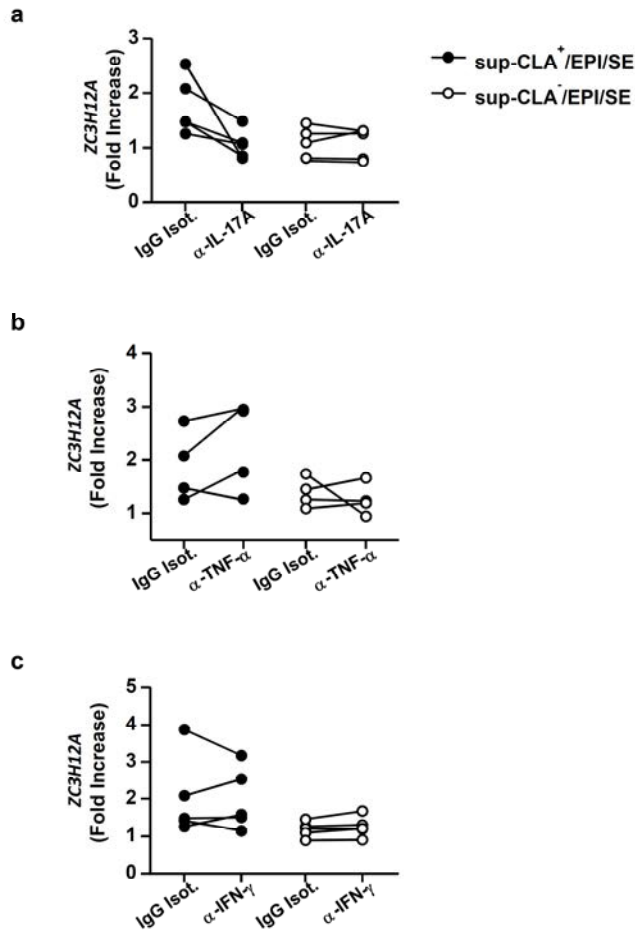 a
ZC3H12A
(Fold Increase)
3
2
1
0
IgG Isot.
α-IL-17A
IgG Isot.
α-IL-17A
sup-CLA⁺/EPI/SE
sup-CLA⁻/EPI/SE
b
ZC3H12A
(Fold Increase)
4
3
2
1
IgG Isot.
α-TNF-α
IgG Isot.
α-TNF-α
c
ZC3H12A
(Fold Increase)
5
4
3
2
1
0
IgG Isot.
α-IFN-γ
IgG Isot.
α-IFN-γ